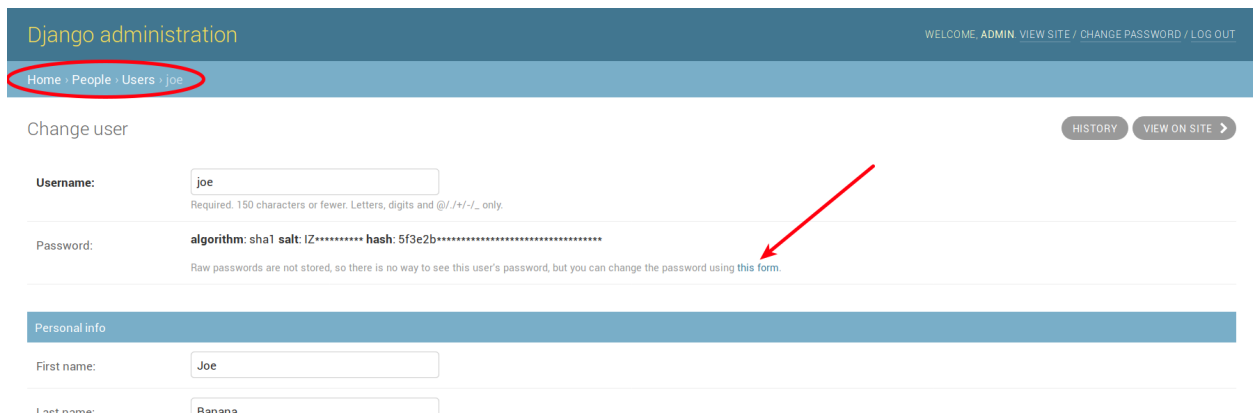 Django administration
WELCOME, ADMIN. VIEW SITE / CHANGE PASSWORD / LOG OUT
Home › People › Users › joe
Change user
HISTORY
VIEW ON SITE
Username:
joe
Required. 150 characters or fewer. Letters, digits and @/./+/-/_ only.
Password:
algorithm: sha1 salt: IZ********** hash: 5f3e2b**********************************
Raw passwords are not stored, so there is no way to see this user's password, but you can change the password using this form.
Personal info
First name:
Joe
Last name:
Banana